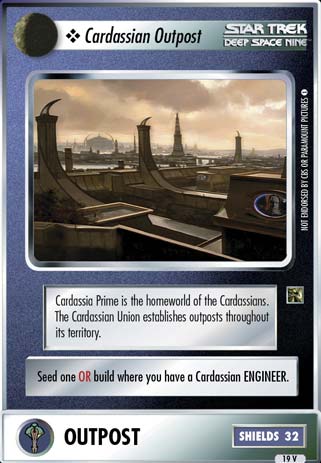 ❖ Cardassian Outpost
STAR TREK
DEEP SPACE NINE
NOT ENDORSED BY CBS OR PARAMOUNT PICTURES
Cardassia Prime is the homeworld of the Cardassians.
The Cardassian Union establishes outposts throughout
its territory.
Seed one OR build where you have a Cardassian ENGINEER.
OUTPOST
SHIELDS 32
19 V